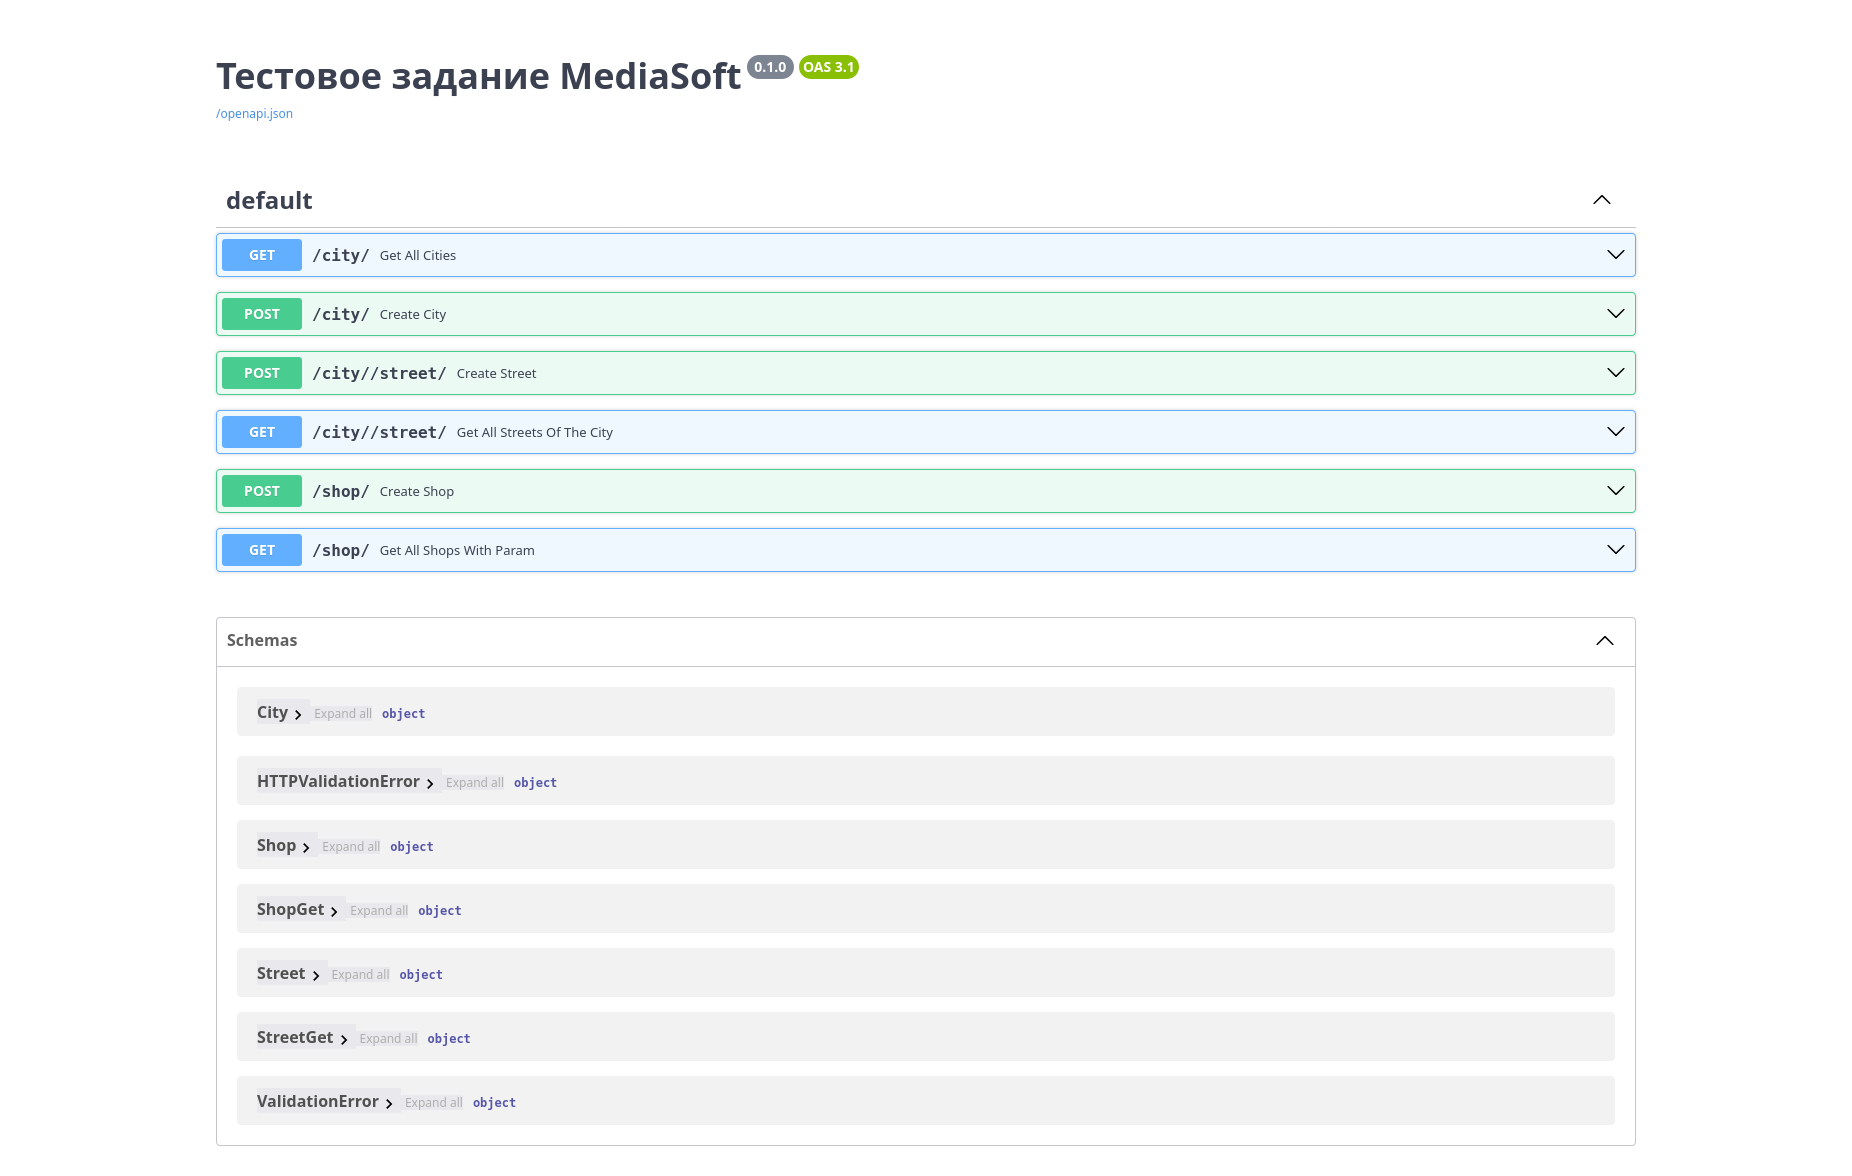 Тестовое задание MediaSoft 0.1.0 OAS 3.1
/openapi.json
default
GET /city/ Get All Cities
POST /city/ Create City
POST /city//street/ Create Street
GET /city//street/ Get All Streets Of The City
POST /shop/ Create Shop
GET /shop/ Get All Shops With Param
Schemas
City Expand all object
HTTPValidationError Expand all object
Shop Expand all object
ShopGet Expand all object
Street Expand all object
StreetGet Expand all object
ValidationError Expand all object